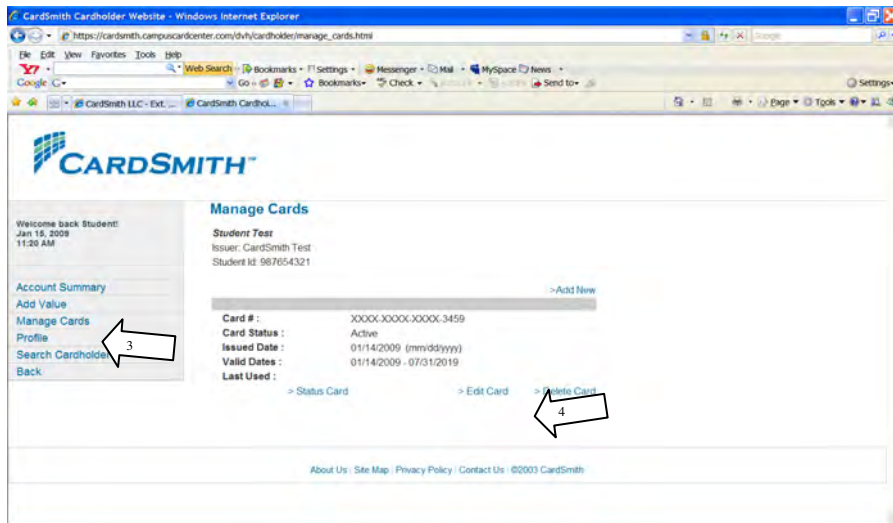 CardSmith Cardholder Website - Windows Internet Explorer
https://cardsmith.campuscardcenter.com/dvh/cardholder/manage_cards.html
Google
File Edit View Favorites Tools Help
Web Search Bookmarks Settings Messenger Mail MySpace News
Google G Go Bookmarks Check Send to Settings
CardSmith LLC - Ext. ... CardSmith Cardhol... Page Tools
CARDSMITH
Welcome back Student!
Jan 15, 2009
11:20 AM
Account Summary
Add Value
Manage Cards
Profile
Search Cardholder
Back
3
Manage Cards
Student Test
Issuer: CardSmith Test
Student Id: 987654321
>Add New
Card # : XXXX-XXXX-XXXX-3459
Card Status : Active
Issued Date : 01/14/2009 (mm/dd/yyyy)
Valid Dates : 01/14/2009 - 07/31/2019
Last Used :
> Status Card > Edit Card > Delete Card
4
About Us | Site Map | Privacy Policy | Contact Us | ©2003 CardSmith